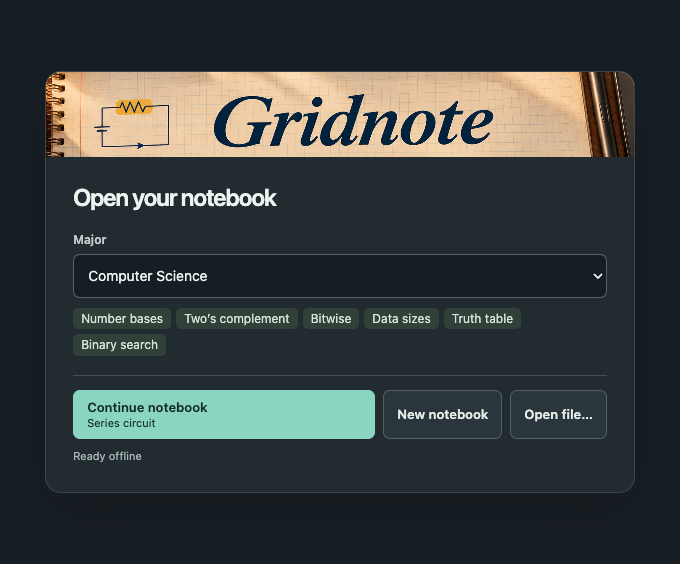 Gridnote
Open your notebook
Major
Computer Science
Number bases Two's complement Bitwise Data sizes Truth table
Binary search
Continue notebook
Series circuit
New notebook
Open file...
Ready offline